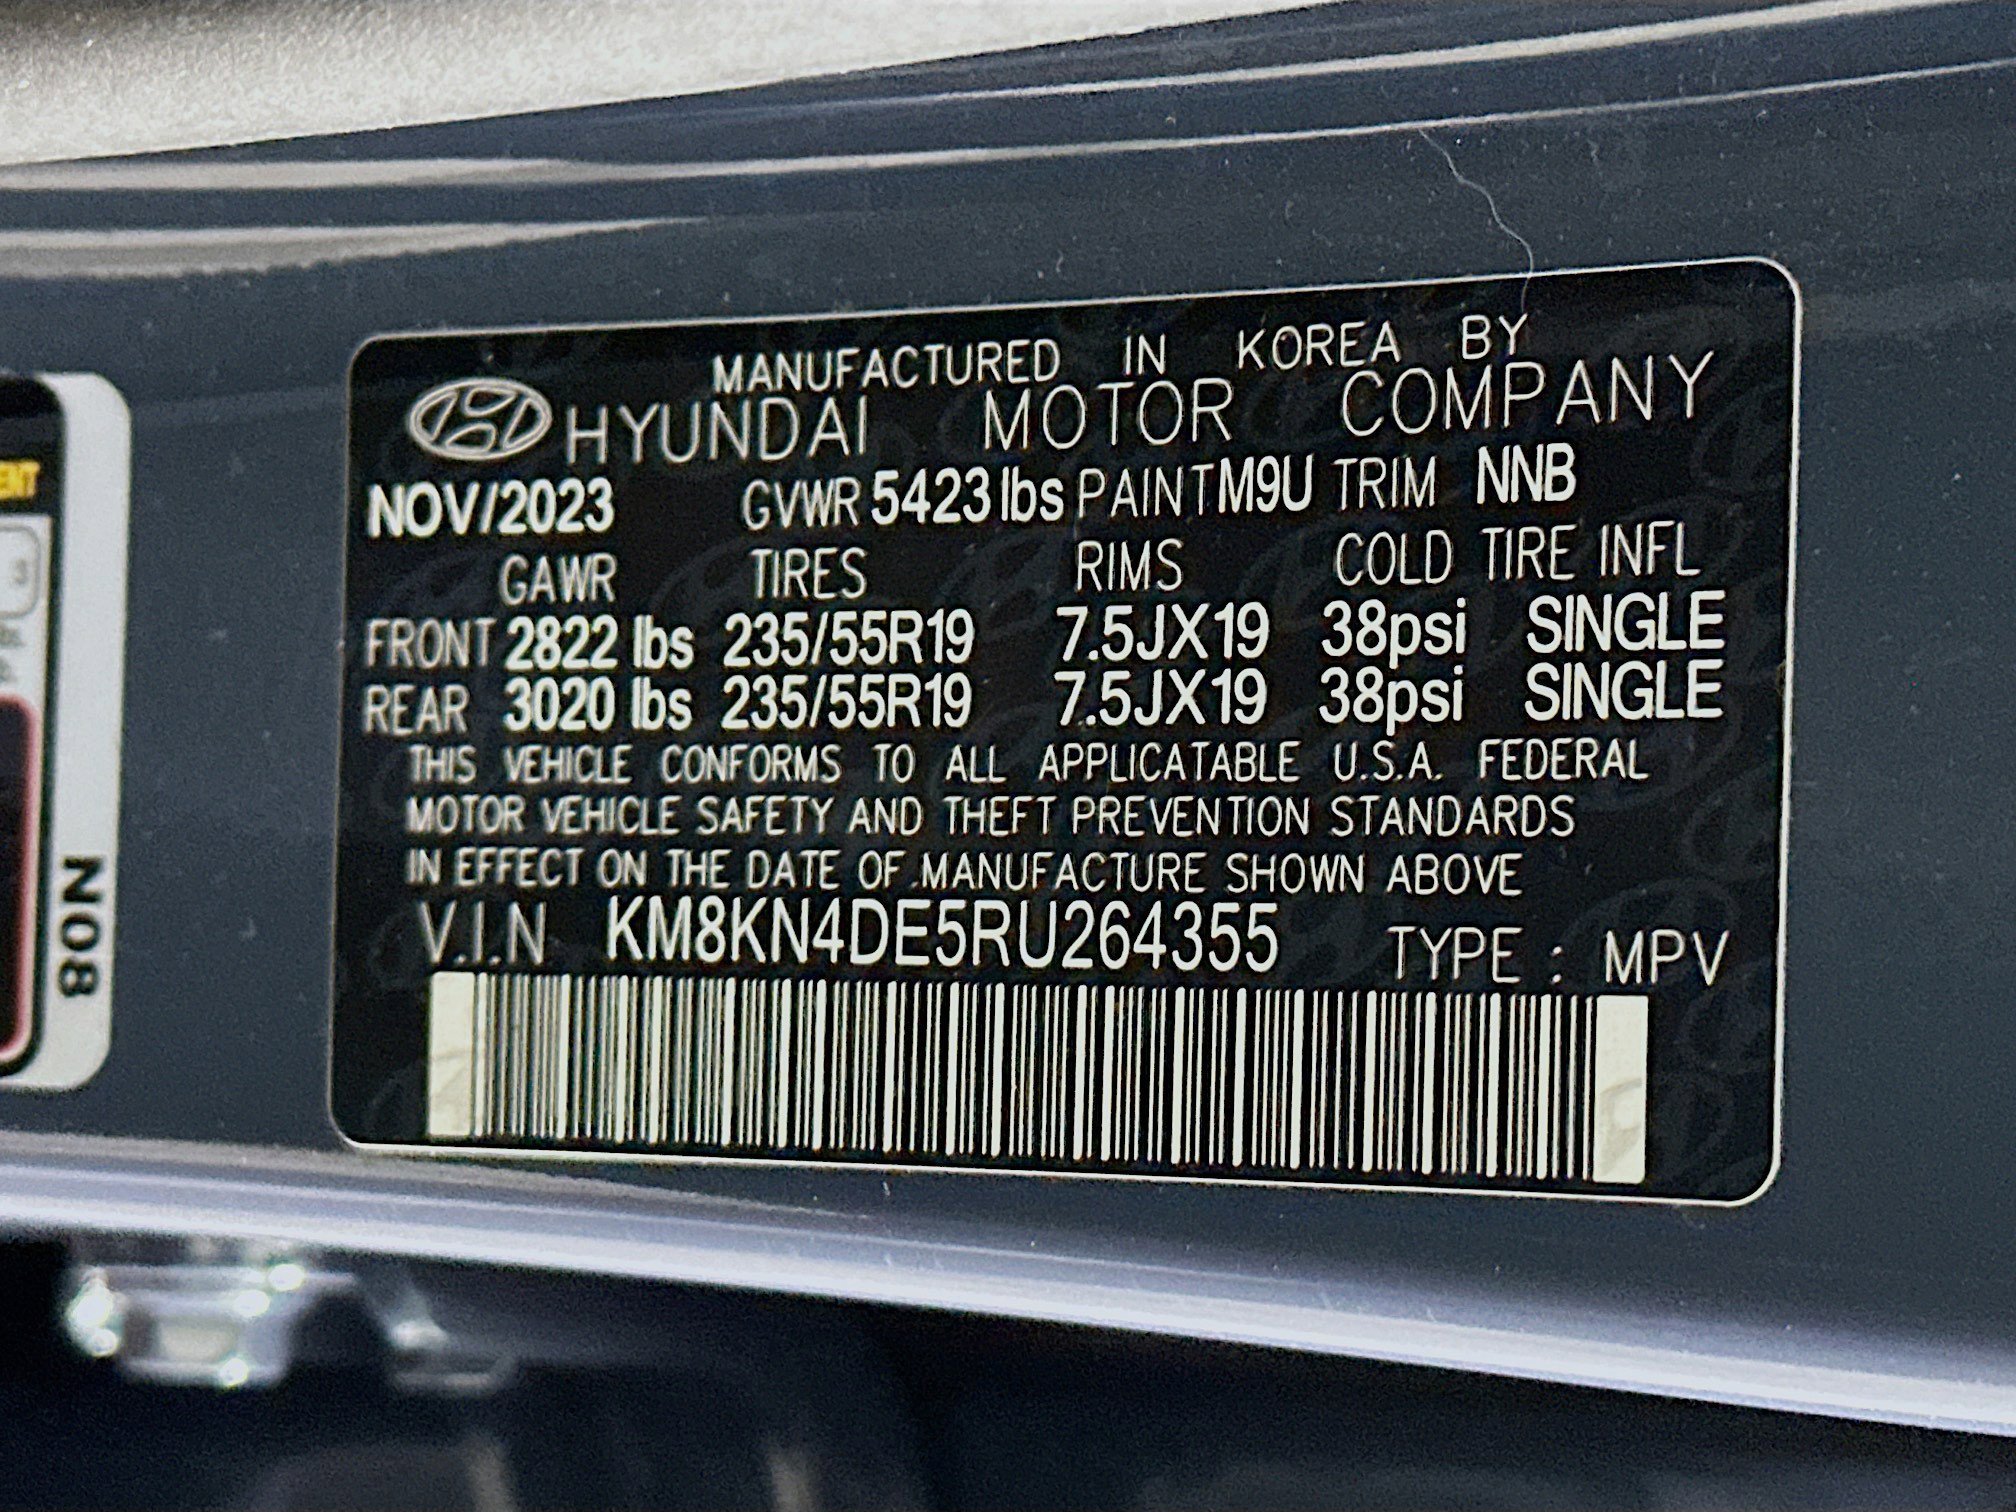 MANUFACTURED IN KOREA BY
HYUNDAI MOTOR COMPANY
NOV/2023 GVWR 5423 lbs PAINT M9U TRIM NNB
GAWR TIRES RIMS COLD TIRE INFL
FRONT 2822 lbs 235/55R19 7.5JX19 38psi SINGLE
REAR 3020 lbs 235/55R19 7.5JX19 38psi SINGLE
THIS VEHICLE CONFORMS TO ALL APPLICATABLE U.S.A. FEDERAL
MOTOR VEHICLE SAFETY AND THEFT PREVENTION STANDARDS
IN EFFECT ON THE DATE OF MANUFACTURE SHOWN ABOVE
V.I.N KM8KN4DE5RU264355 TYPE : MPV
N08